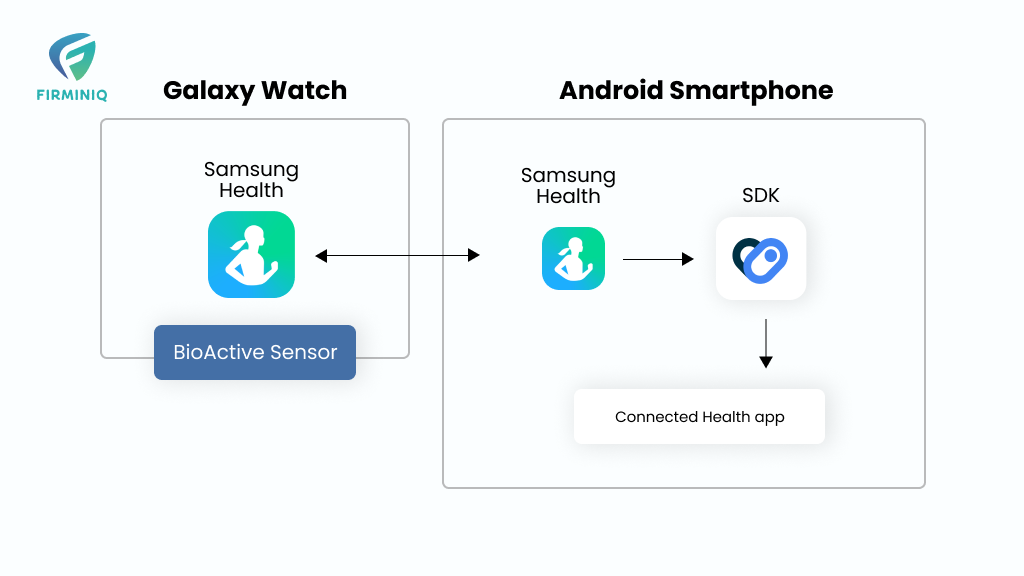 FIRMINIQ
Galaxy Watch
Android Smartphone
Samsung
Health
Samsung
Health
SDK
BioActive Sensor
Connected Health app